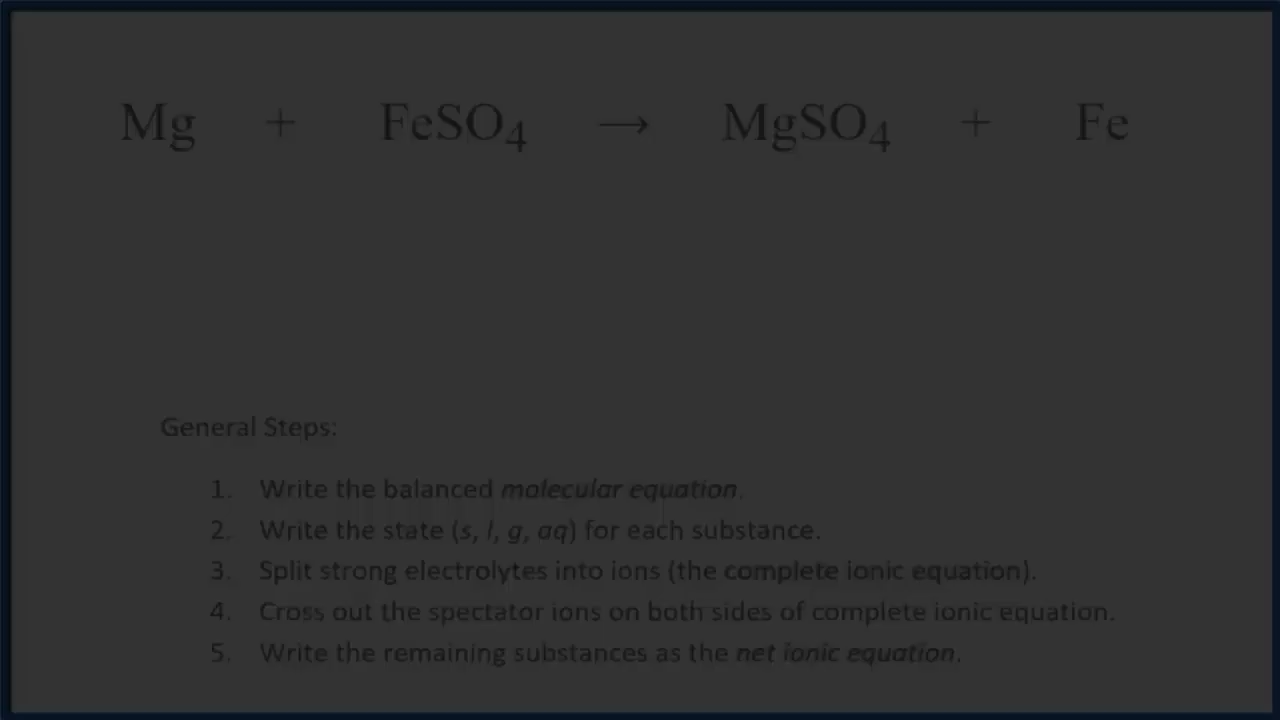 Mg + FeSO₄ → MgSO₄ + Fe
General Steps:
1. Write the balanced molecular equation.
2. Write the state (s, l, g, aq) for each substance.
3. Split strong electrolytes into ions (the complete ionic equation).
4. Cross out the spectator ions on both sides of complete ionic equation.
5. Write the remaining substances as the net ionic equation.